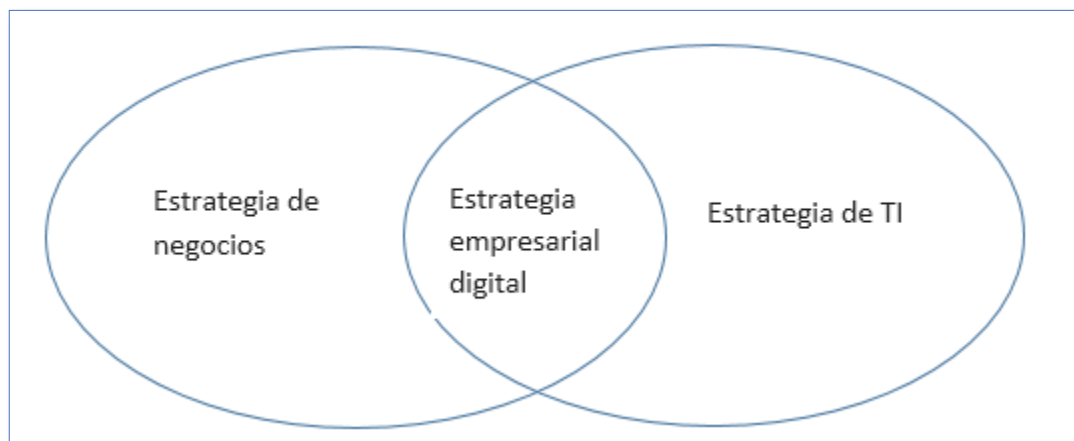 Estrategia de
negocios
Estrategia
empresarial
digital
Estrategia de TI